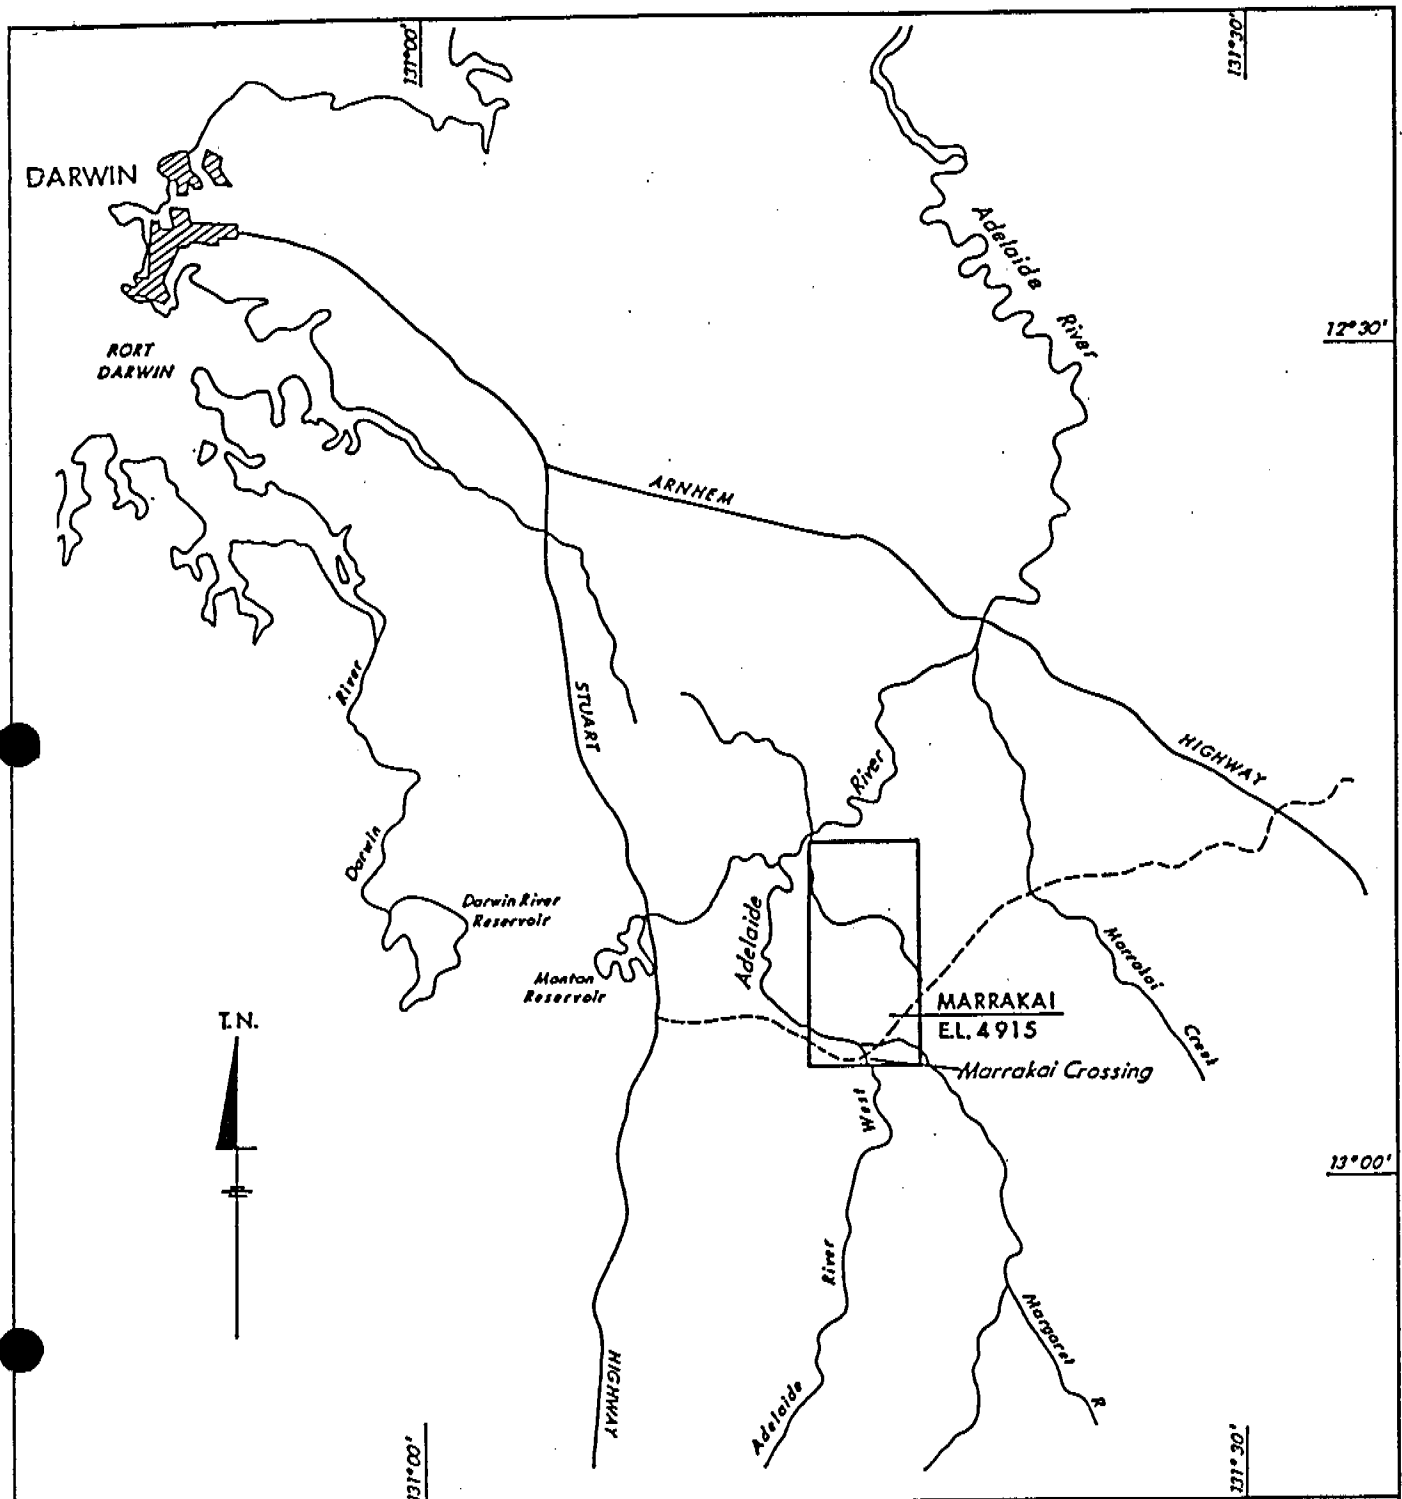 131°00'
131°30'
DARWIN
Adelaide
River
12°30'
RORT
DARWIN
ARNHEM
River
STUART
HIGHWAY
River
Darwin
Darwin River
Reservoir
Adelaide
Manton
Reservoir
Marrakai
Creek
MARRAKAI
E.L. 4915
T.N.
Marrakai Crossing
West
13°00'
River
Margaret
R
HIGHWAY
Adelaide
131°00'
131°30'